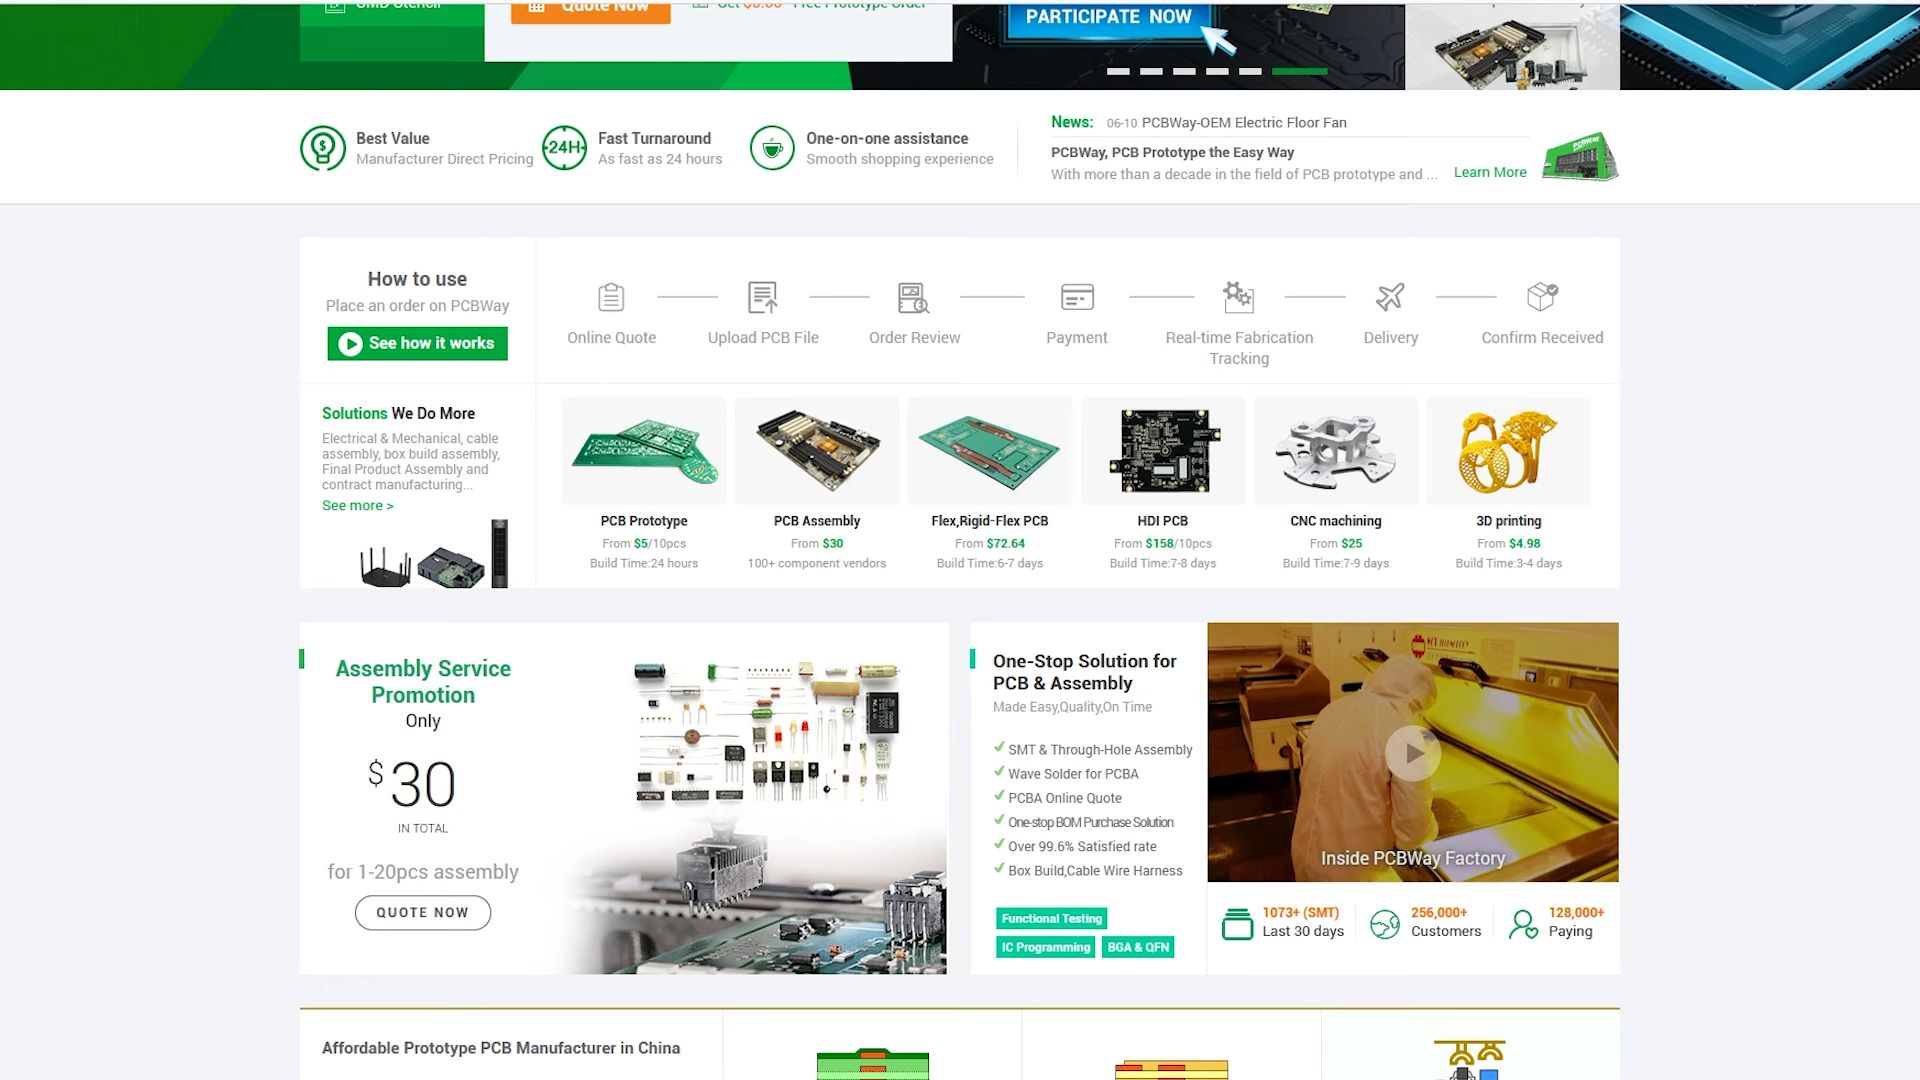 Quote Now
PARTICIPATE NOW
Best Value
Manufacturer Direct Pricing
24H
Fast Turnaround
As fast as 24 hours
One-on-one assistance
Smooth shopping experience
News: 06-10 PCBWay-OEM Electric Floor Fan
PCBWay, PCB Prototype the Easy Way
With more than a decade in the field of PCB prototype and ...
Learn More
PCBWay
How to use
Place an order on PCBWay
See how it works
Online Quote
Upload PCB File
Order Review
Payment
Real-time Fabrication
Tracking
Delivery
Confirm Received
Solutions We Do More
Electrical & Mechanical, cable
assembly, box build assembly,
Final Product Assembly and
contract manufacturing...
See more >
PCB Prototype
From $5/10pcs
Build Time:24 hours
PCB Assembly
From $30
100+ component vendors
Flex,Rigid-Flex PCB
From $72.64
Build Time:6-7 days
HDI PCB
From $158/10pcs
Build Time:7-8 days
CNC machining
From $25
Build Time:7-9 days
3D printing
From $4.98
Build Time:3-4 days
Assembly Service
Promotion
Only
$30
IN TOTAL
for 1-20pcs assembly
QUOTE NOW
One-Stop Solution for
PCB & Assembly
Made Easy,Quality,On Time
SMT & Through-Hole Assembly
Wave Solder for PCBA
PCBA Online Quote
One-stop BOM Purchase Solution
Over 99.6% Satisfied rate
Box Build,Cable Wire Harness
Functional Testing
IC Programming
BGA & QFN
Inside PCBWay Factory
1073+ (SMT)
Last 30 days
256,000+
Customers
128,000+
Paying
Affordable Prototype PCB Manufacturer in China